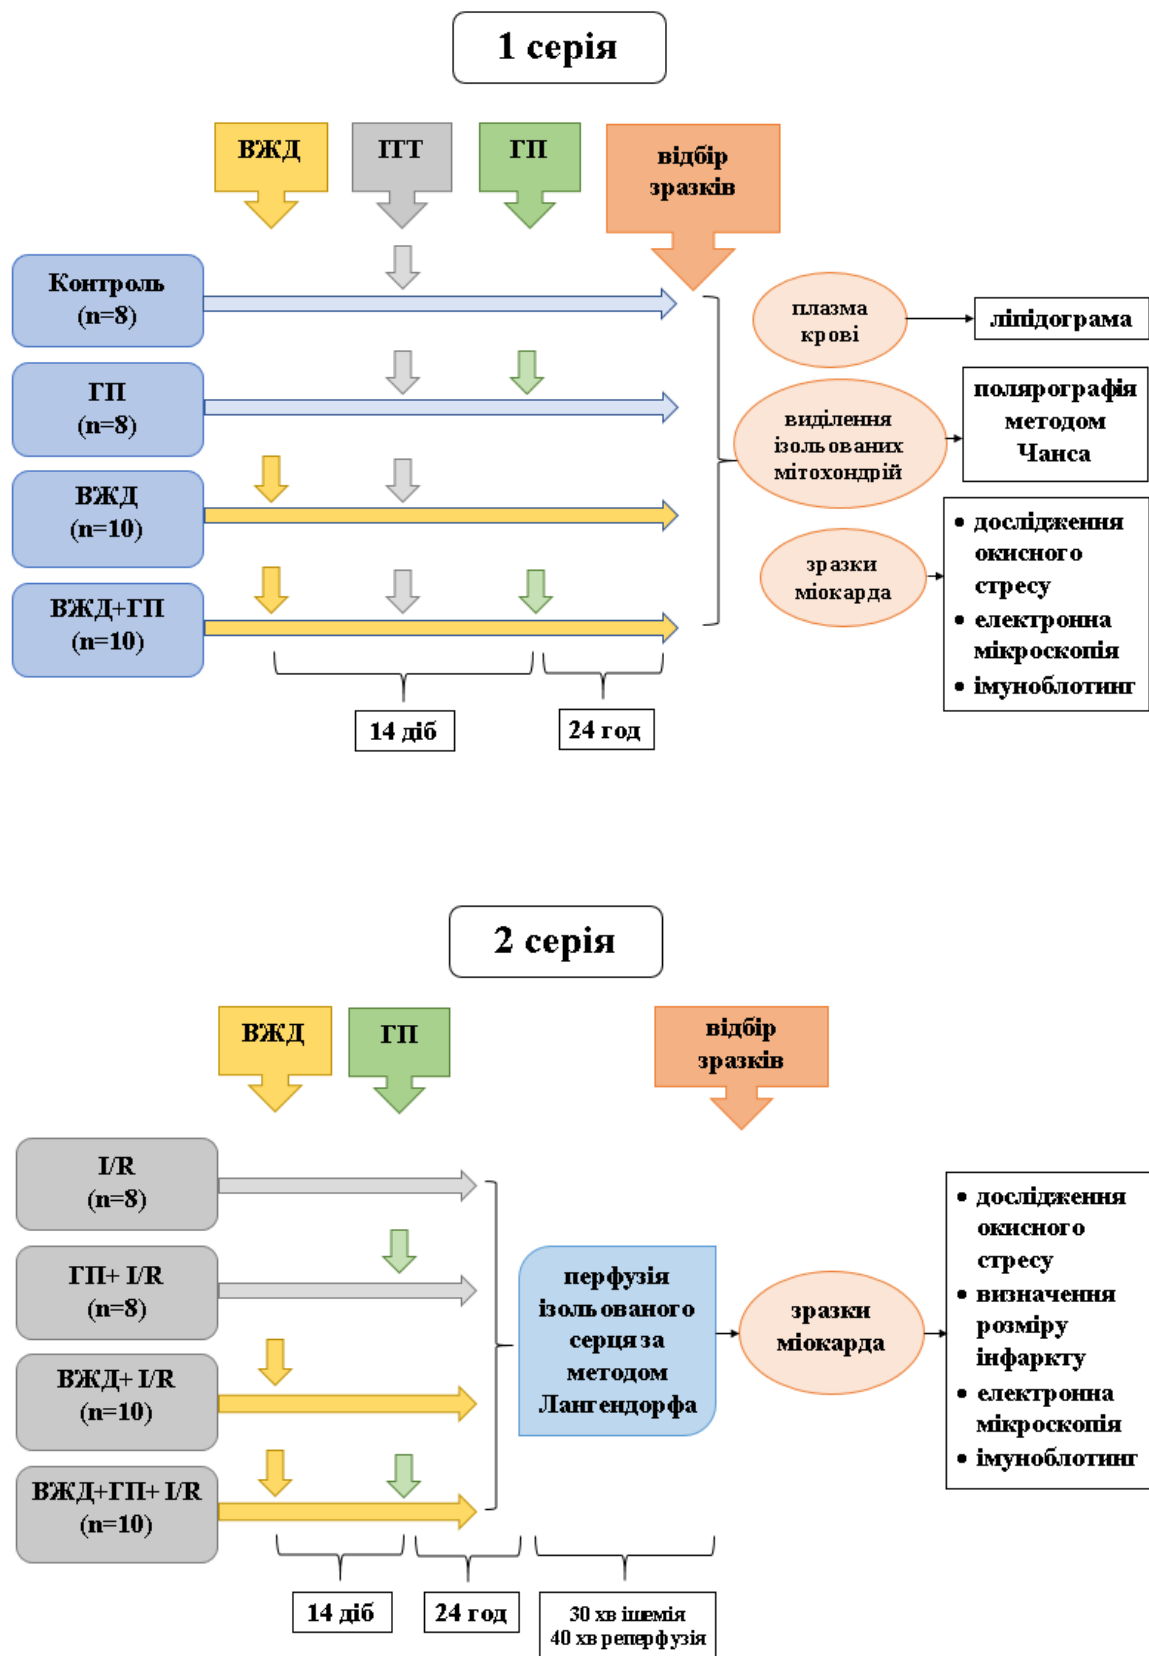 1 серія
ВЖД
ІТТ
ГП
відбір
зразків
Контроль
(n=8)
ГП
(n=8)
ВЖД
(n=10)
ВЖД+ГП
(n=10)
плазма
крові
ліпідограма
виділення
ізольованих
мітохондрій
полярографія
методом
Чанса
зразки
міокарда
• дослідження
окисного
стресу
• електронна
мікроскопія
• імуноблотинг
14 діб
24 год
2 серія
ВЖД
ГП
відбір
зразків
I/R
(n=8)
ГП+ I/R
(n=8)
ВЖД+ I/R
(n=10)
ВЖД+ГП+ I/R
(n=10)
перфузія
ізольованого
серця за
методом
Лангендорфа
зразки
міокарда
• дослідження
окисного
стресу
• визначення
розміру
інфаркту
• електронна
мікроскопія
• імуноблотинг
14 діб
24 год
30 хв ішемія
40 хв реперфузія